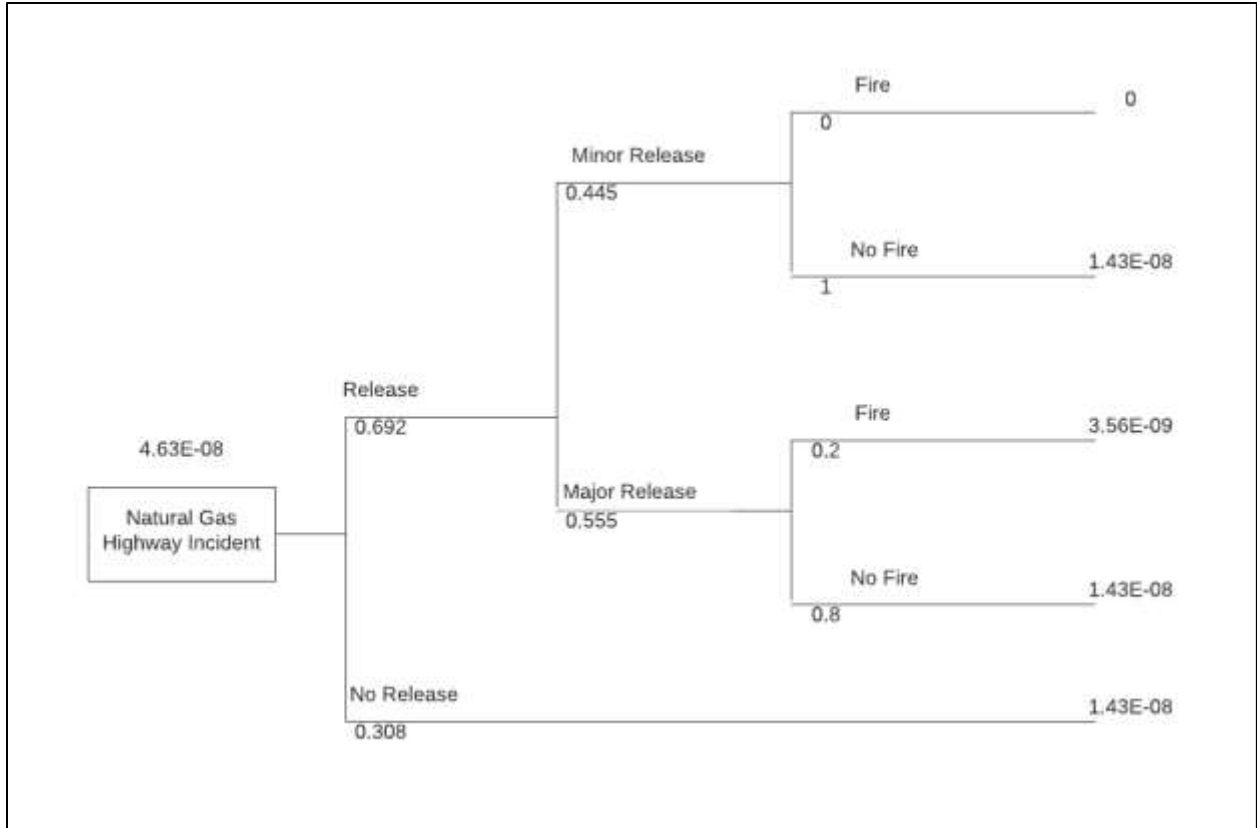 Fire
0
0
Minor Release
0.445
No Fire
1.43E-08
1
Release
0.692
Fire
3.56E-09
0.2
4.63E-08
Natural Gas
Highway Incident
Major Release
0.555
No Fire
1.43E-08
0.8
No Release
1.43E-08
0.308